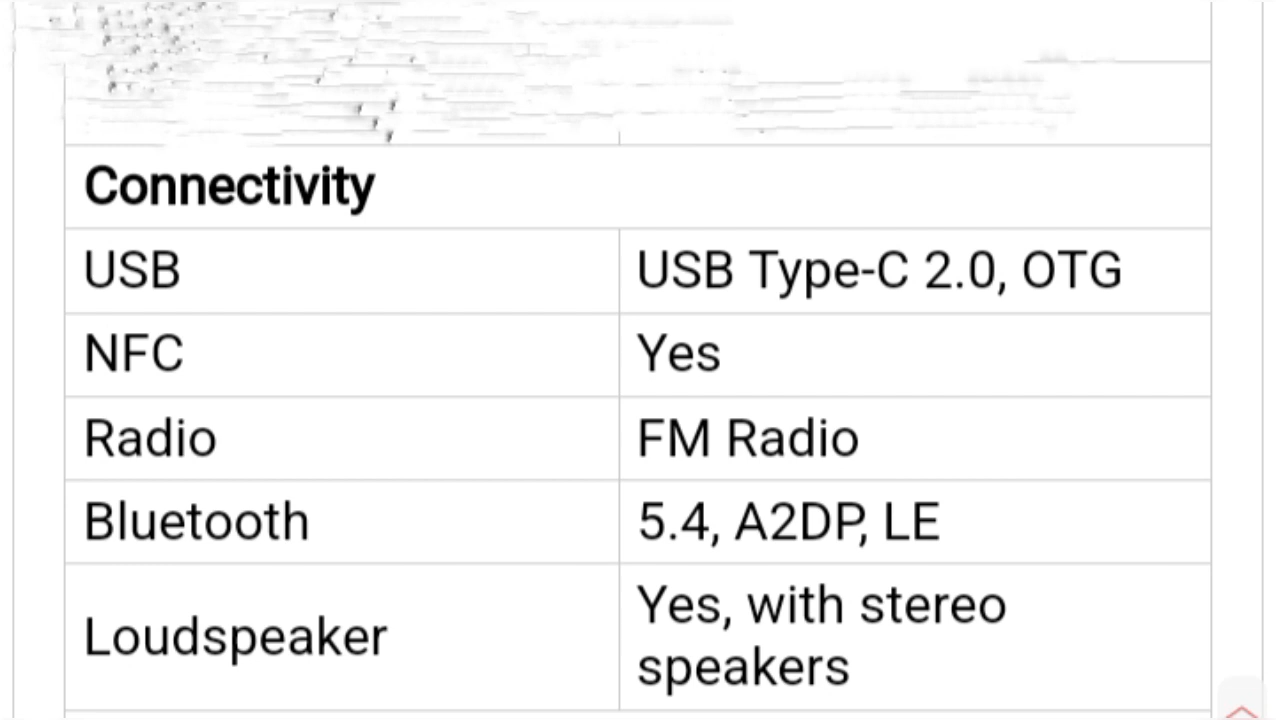 Connectivity
USB USB Type-C 2.0, OTG
NFC Yes
Radio FM Radio
Bluetooth 5.4, A2DP, LE
Loudspeaker Yes, with stereo
speakers